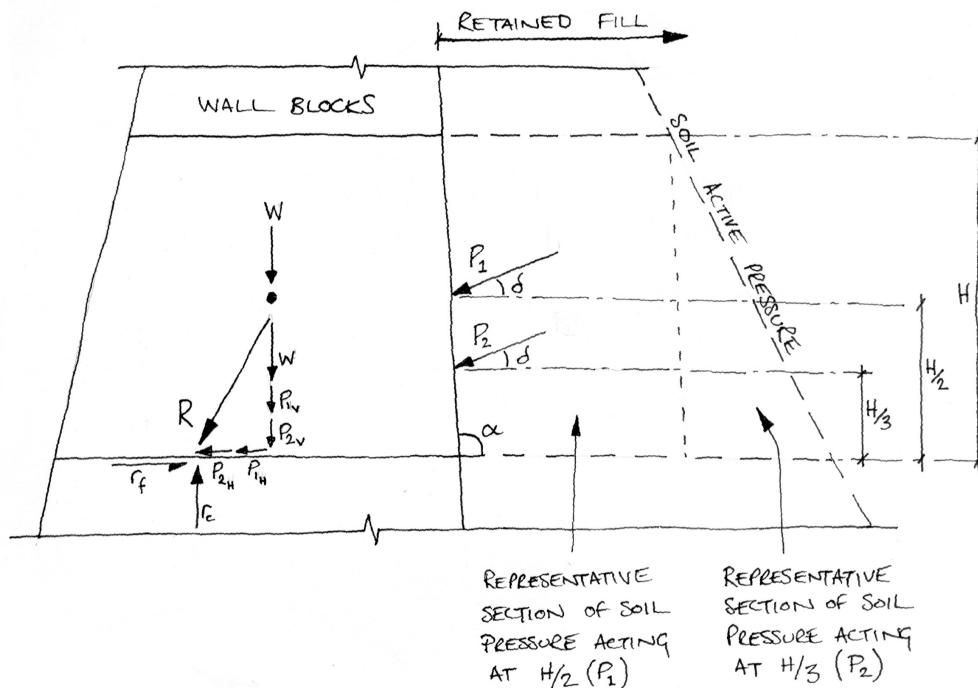 RETAINED FILL
WALL BLOCKS
SOIL ACTIVE PRESSURE
W
P1
δ
H
P2
δ
H/2
W
P1V
R
P2V
H/3
α
rf
P2H
P1H
rc
REPRESENTATIVE
SECTION OF SOIL
PRESSURE ACTING
AT H/2 (P1)
REPRESENTATIVE
SECTION OF SOIL
PRESSURE ACTING
AT H/3 (P2)